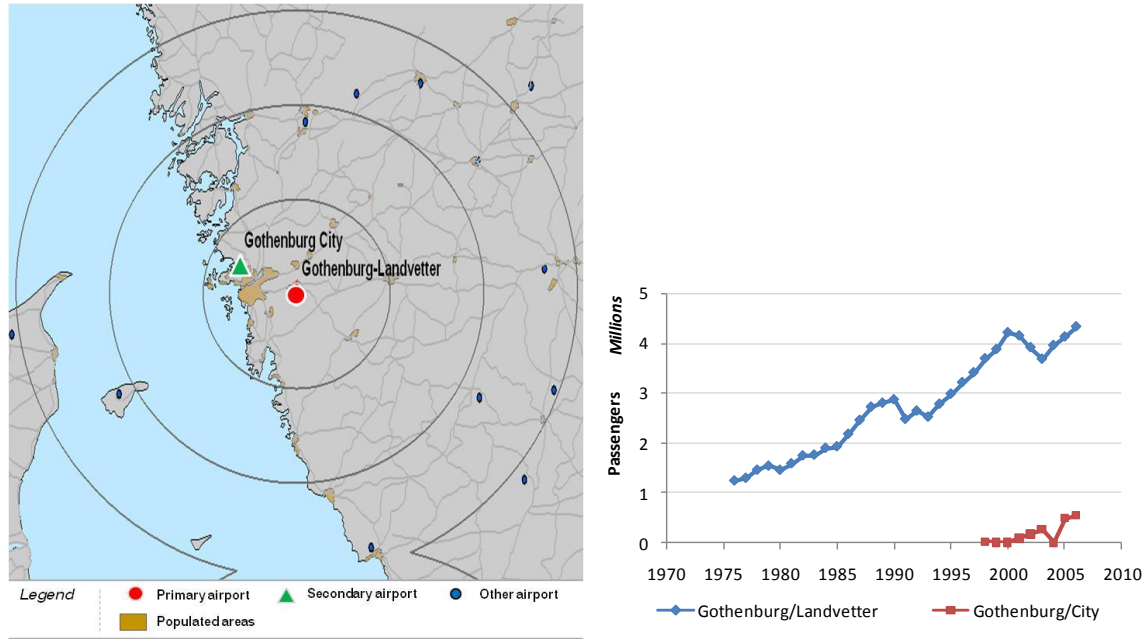 Gothenburg City
Gothenburg-Landvetter
Legend
Primary airport
Secondary airport
Other airport
Populated areas
Passengers
Millions
5
4
3
2
1
0
1970 1975 1980 1985 1990 1995 2000 2005 2010
Gothenburg/Landvetter
Gothenburg/City